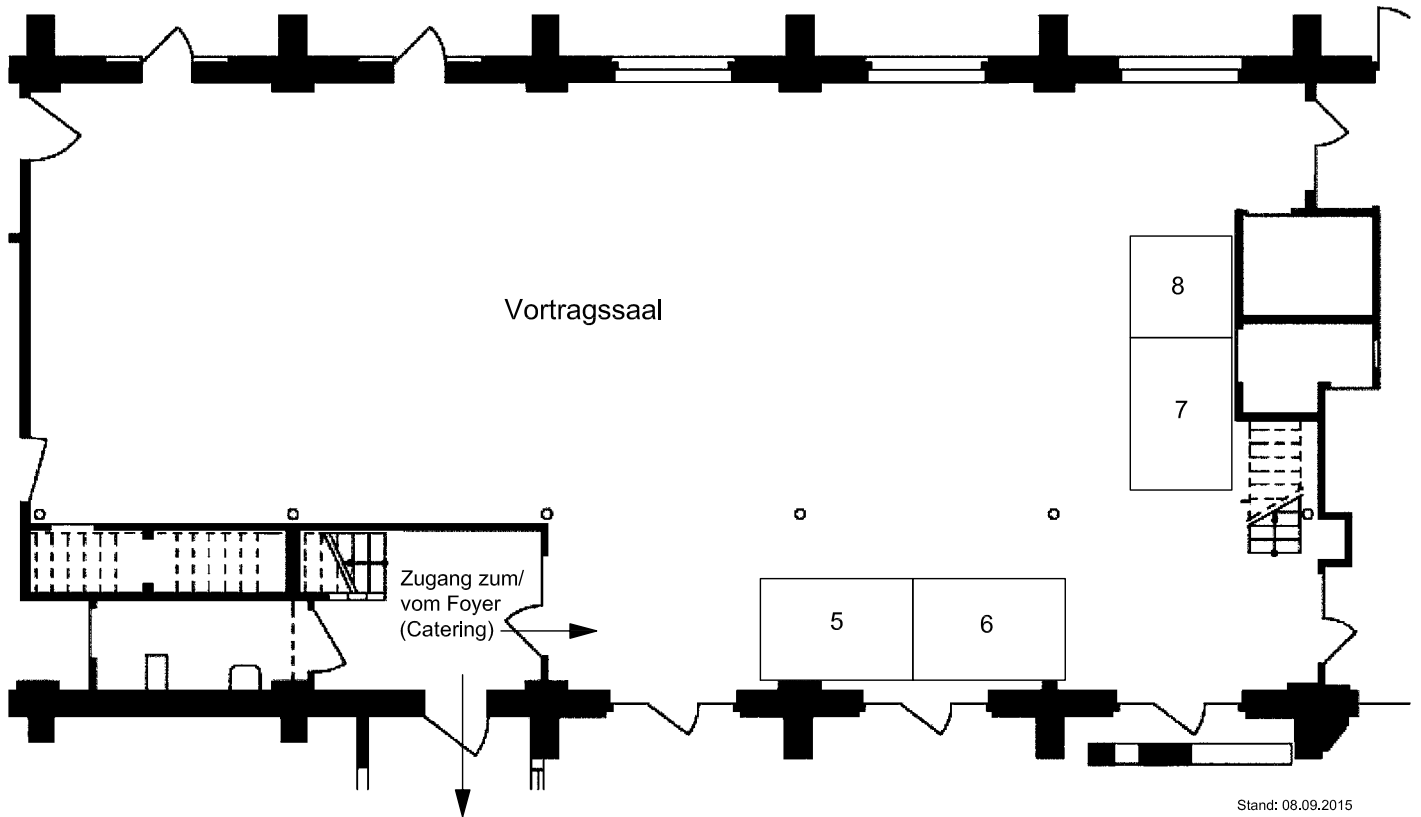 8
Vortragssaal
7
Zugang zum/
vom Foyer
(Catering)
5
6
Stand: 08.09.2015